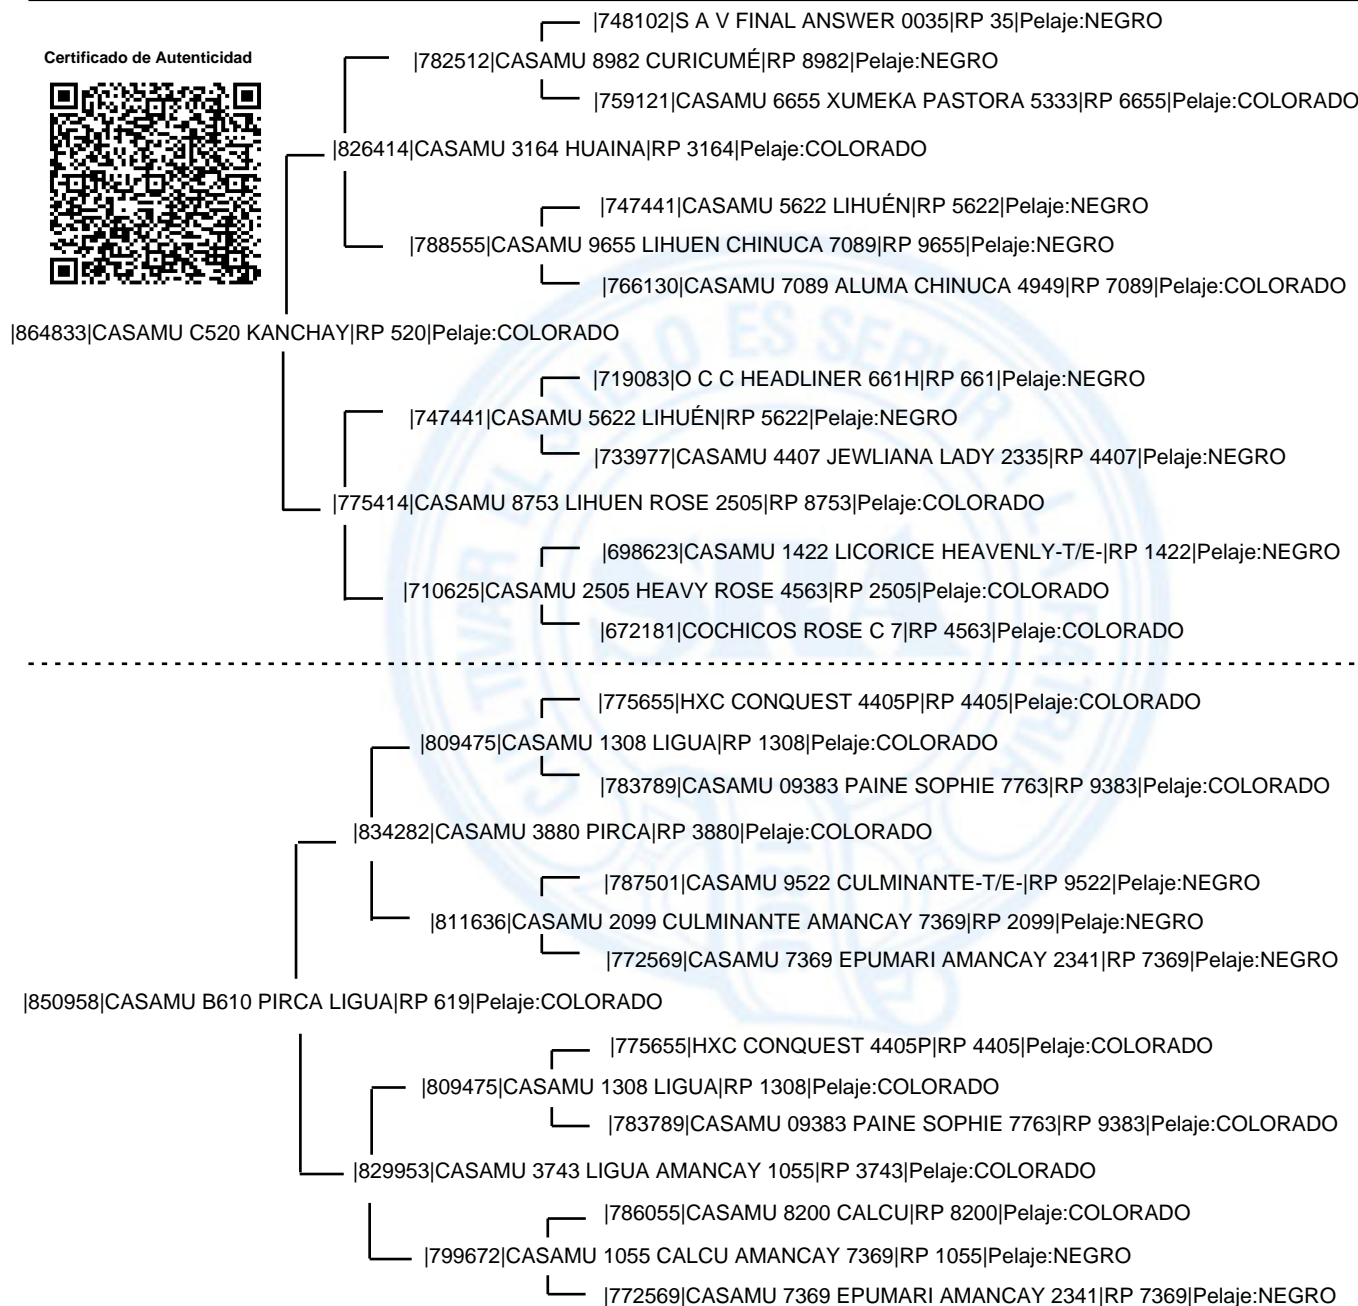 |748102|S A V FINAL ANSWER 0035|RP 35|Pelaje:NEGRO
Certificado de Autenticidad
|782512|CASAMU 8982 CURICUMÉ|RP 8982|Pelaje:NEGRO
|759121|CASAMU 6655 XUMEKA PASTORA 5333|RP 6655|Pelaje:COLORADO
|826414|CASAMU 3164 HUAINA|RP 3164|Pelaje:COLORADO
|747441|CASAMU 5622 LIHUÉN|RP 5622|Pelaje:NEGRO
|788555|CASAMU 9655 LIHUEN CHINUCA 7089|RP 9655|Pelaje:NEGRO
|766130|CASAMU 7089 ALUMA CHINUCA 4949|RP 7089|Pelaje:COLORADO
|864833|CASAMU C520 KANCHAY|RP 520|Pelaje:COLORADO
|719083|O C C HEADLINER 661H|RP 661|Pelaje:NEGRO
|747441|CASAMU 5622 LIHUÉN|RP 5622|Pelaje:NEGRO
|733977|CASAMU 4407 JEWLIANA LADY 2335|RP 4407|Pelaje:NEGRO
|775414|CASAMU 8753 LIHUEN ROSE 2505|RP 8753|Pelaje:COLORADO
|698623|CASAMU 1422 LICORICE HEAVENLY-T/E-|RP 1422|Pelaje:NEGRO
|710625|CASAMU 2505 HEAVY ROSE 4563|RP 2505|Pelaje:COLORADO
|672181|COCHICOS ROSE C 7|RP 4563|Pelaje:COLORADO
|775655|HXC CONQUEST 4405P|RP 4405|Pelaje:COLORADO
|809475|CASAMU 1308 LIGUA|RP 1308|Pelaje:COLORADO
|783789|CASAMU 09383 PAINE SOPHIE 7763|RP 9383|Pelaje:COLORADO
|834282|CASAMU 3880 PIRCA|RP 3880|Pelaje:COLORADO
|787501|CASAMU 9522 CULMINANTE-T/E-|RP 9522|Pelaje:NEGRO
|811636|CASAMU 2099 CULMINANTE AMANCAY 7369|RP 2099|Pelaje:NEGRO
|772569|CASAMU 7369 EPUMARI AMANCAY 2341|RP 7369|Pelaje:NEGRO
|850958|CASAMU B610 PIRCA LIGUA|RP 619|Pelaje:COLORADO
|775655|HXC CONQUEST 4405P|RP 4405|Pelaje:COLORADO
|809475|CASAMU 1308 LIGUA|RP 1308|Pelaje:COLORADO
|783789|CASAMU 09383 PAINE SOPHIE 7763|RP 9383|Pelaje:COLORADO
|829953|CASAMU 3743 LIGUA AMANCAY 1055|RP 3743|Pelaje:COLORADO
|786055|CASAMU 8200 CALCU|RP 8200|Pelaje:COLORADO
|799672|CASAMU 1055 CALCU AMANCAY 7369|RP 1055|Pelaje:NEGRO
|772569|CASAMU 7369 EPUMARI AMANCAY 2341|RP 7369|Pelaje:NEGRO
CULTIVAR EL SUELO ES SERVIR A LA PATRIA
SRA